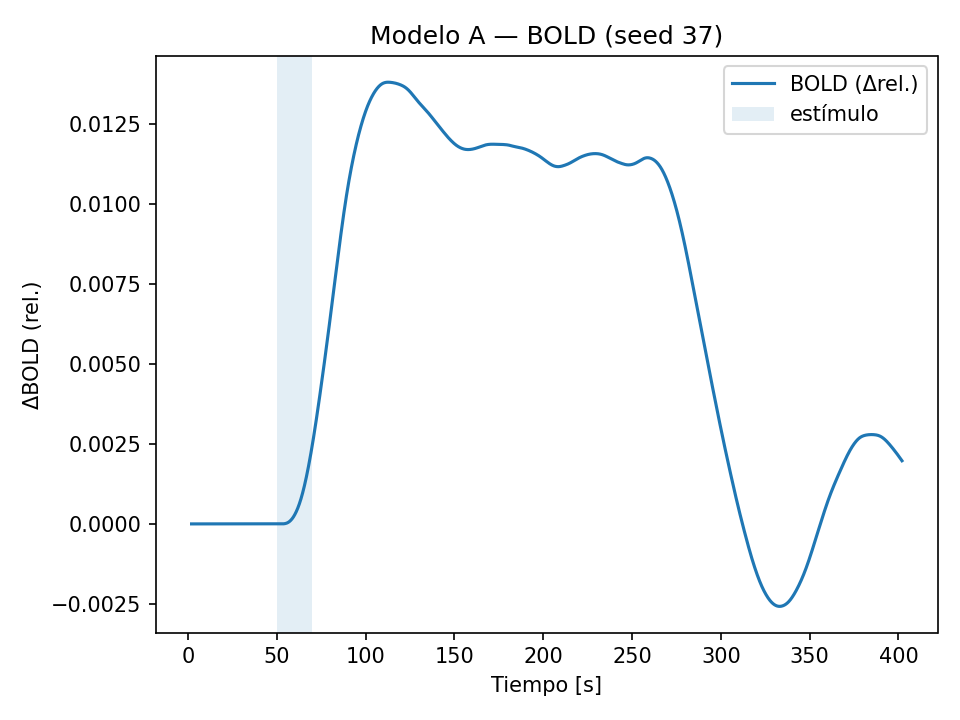 Modelo A — BOLD (seed 37)
BOLD (Δrel.)
estímulo
ΔBOLD (rel.)
0.0125
0.0100
0.0075
0.0050
0.0025
0.0000
−0.0025
0 50 100 150 200 250 300 350 400
Tiempo [s]